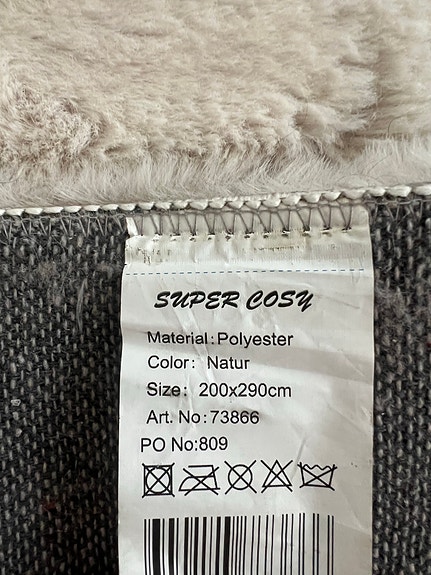 SUPER COSY
Material: Polyester
Color: Natur
Size: 200x290cm
Art. No: 73866
PO No:809